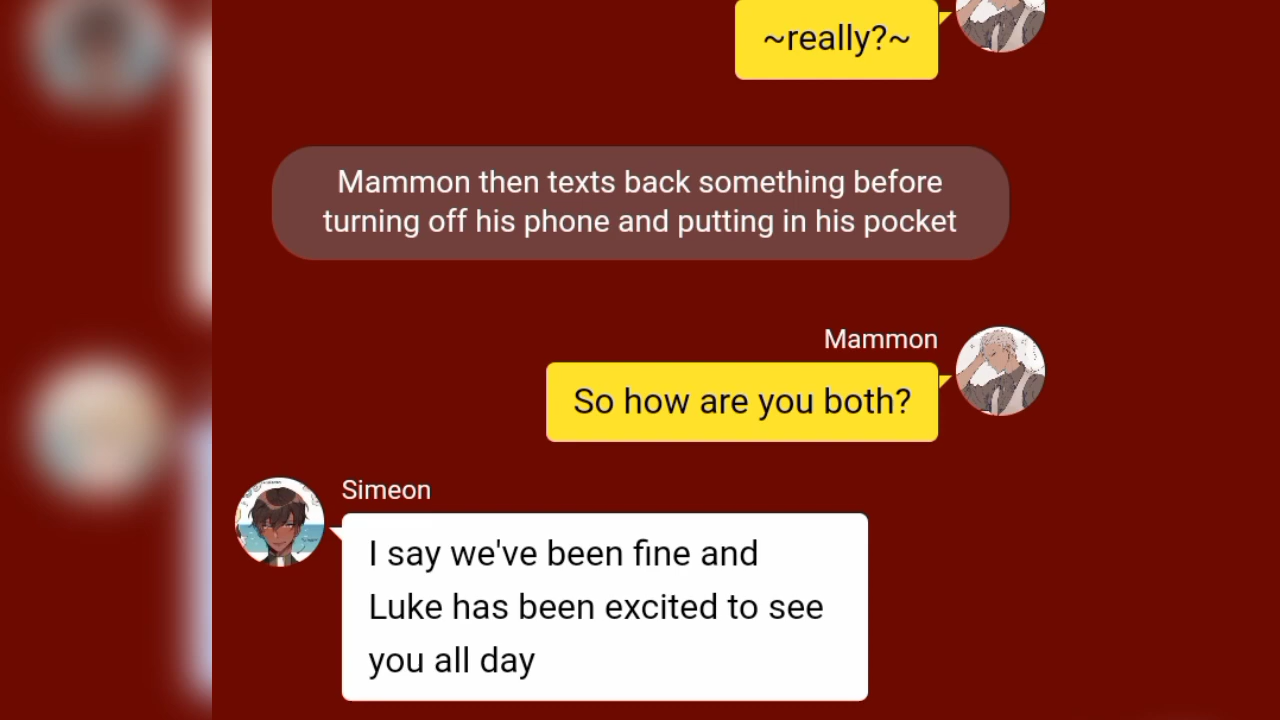 ~really?~
Mammon then texts back something before
turning off his phone and putting in his pocket
Mammon
So how are you both?
Simeon
I say we've been fine and
Luke has been excited to see
you all day